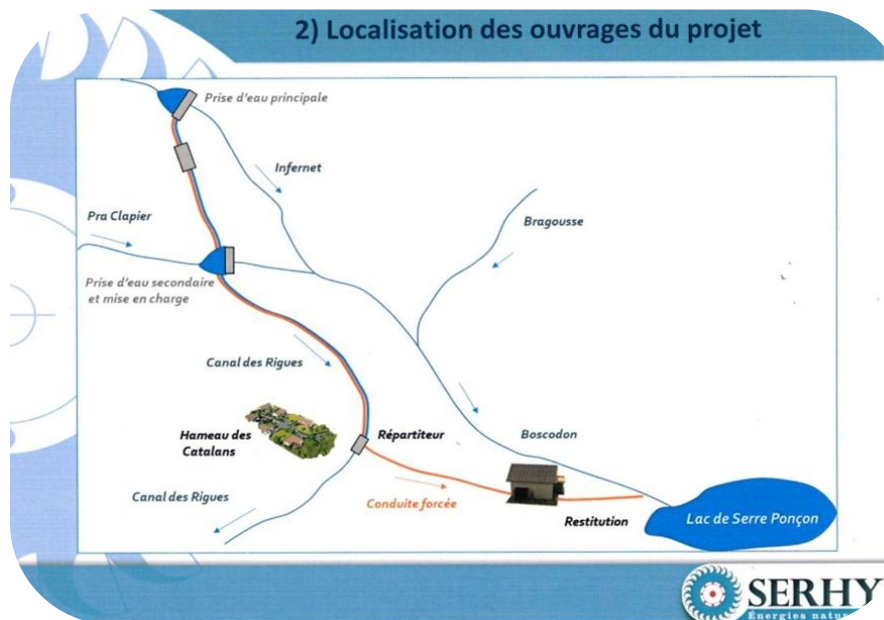 2) Localisation des ouvrages du projet
Prise d'eau principale
Infernet
Bragousse
Pra Clapier
Prise d'eau secondaire
et mise en charge
Canal des Rigues
Hameau des
Catalans
Répartiteur
Boscodon
Canal des Rigues
Conduite forcée
Restitution
Lac de Serre Ponçon
SERHY
Énergies